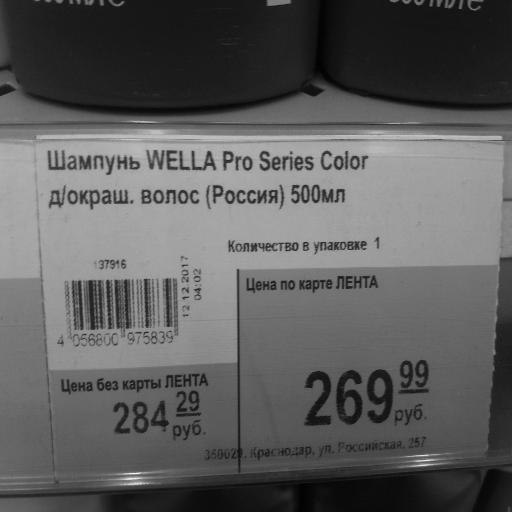 Шампунь WELLA Pro Series Color
д/окраш. волос (Россия) 500мл
Количество в упаковке 1
137916
12.12.2017
04:02
4 056800 975839
Цена по карте ЛЕНТА
269 99 руб.
Цена без карты ЛЕНТА
284 29 руб.
Краснодар, ул. Российская, 257